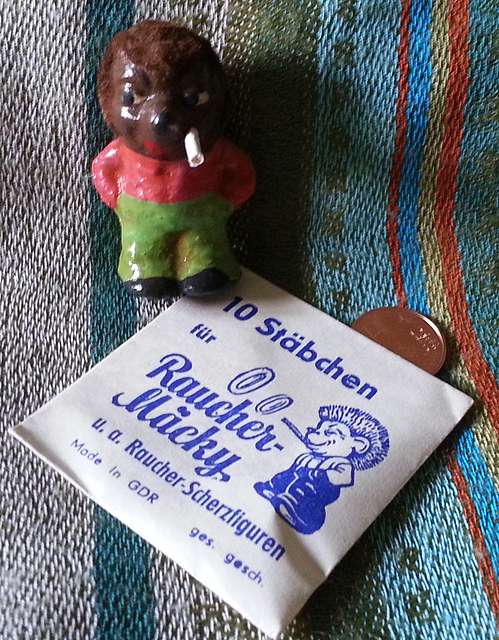 10 Stäbchen
für
Raucher-
Mäcky
u. a. Raucher-Scherzfiguren
Made in GDR
ges. gesch.